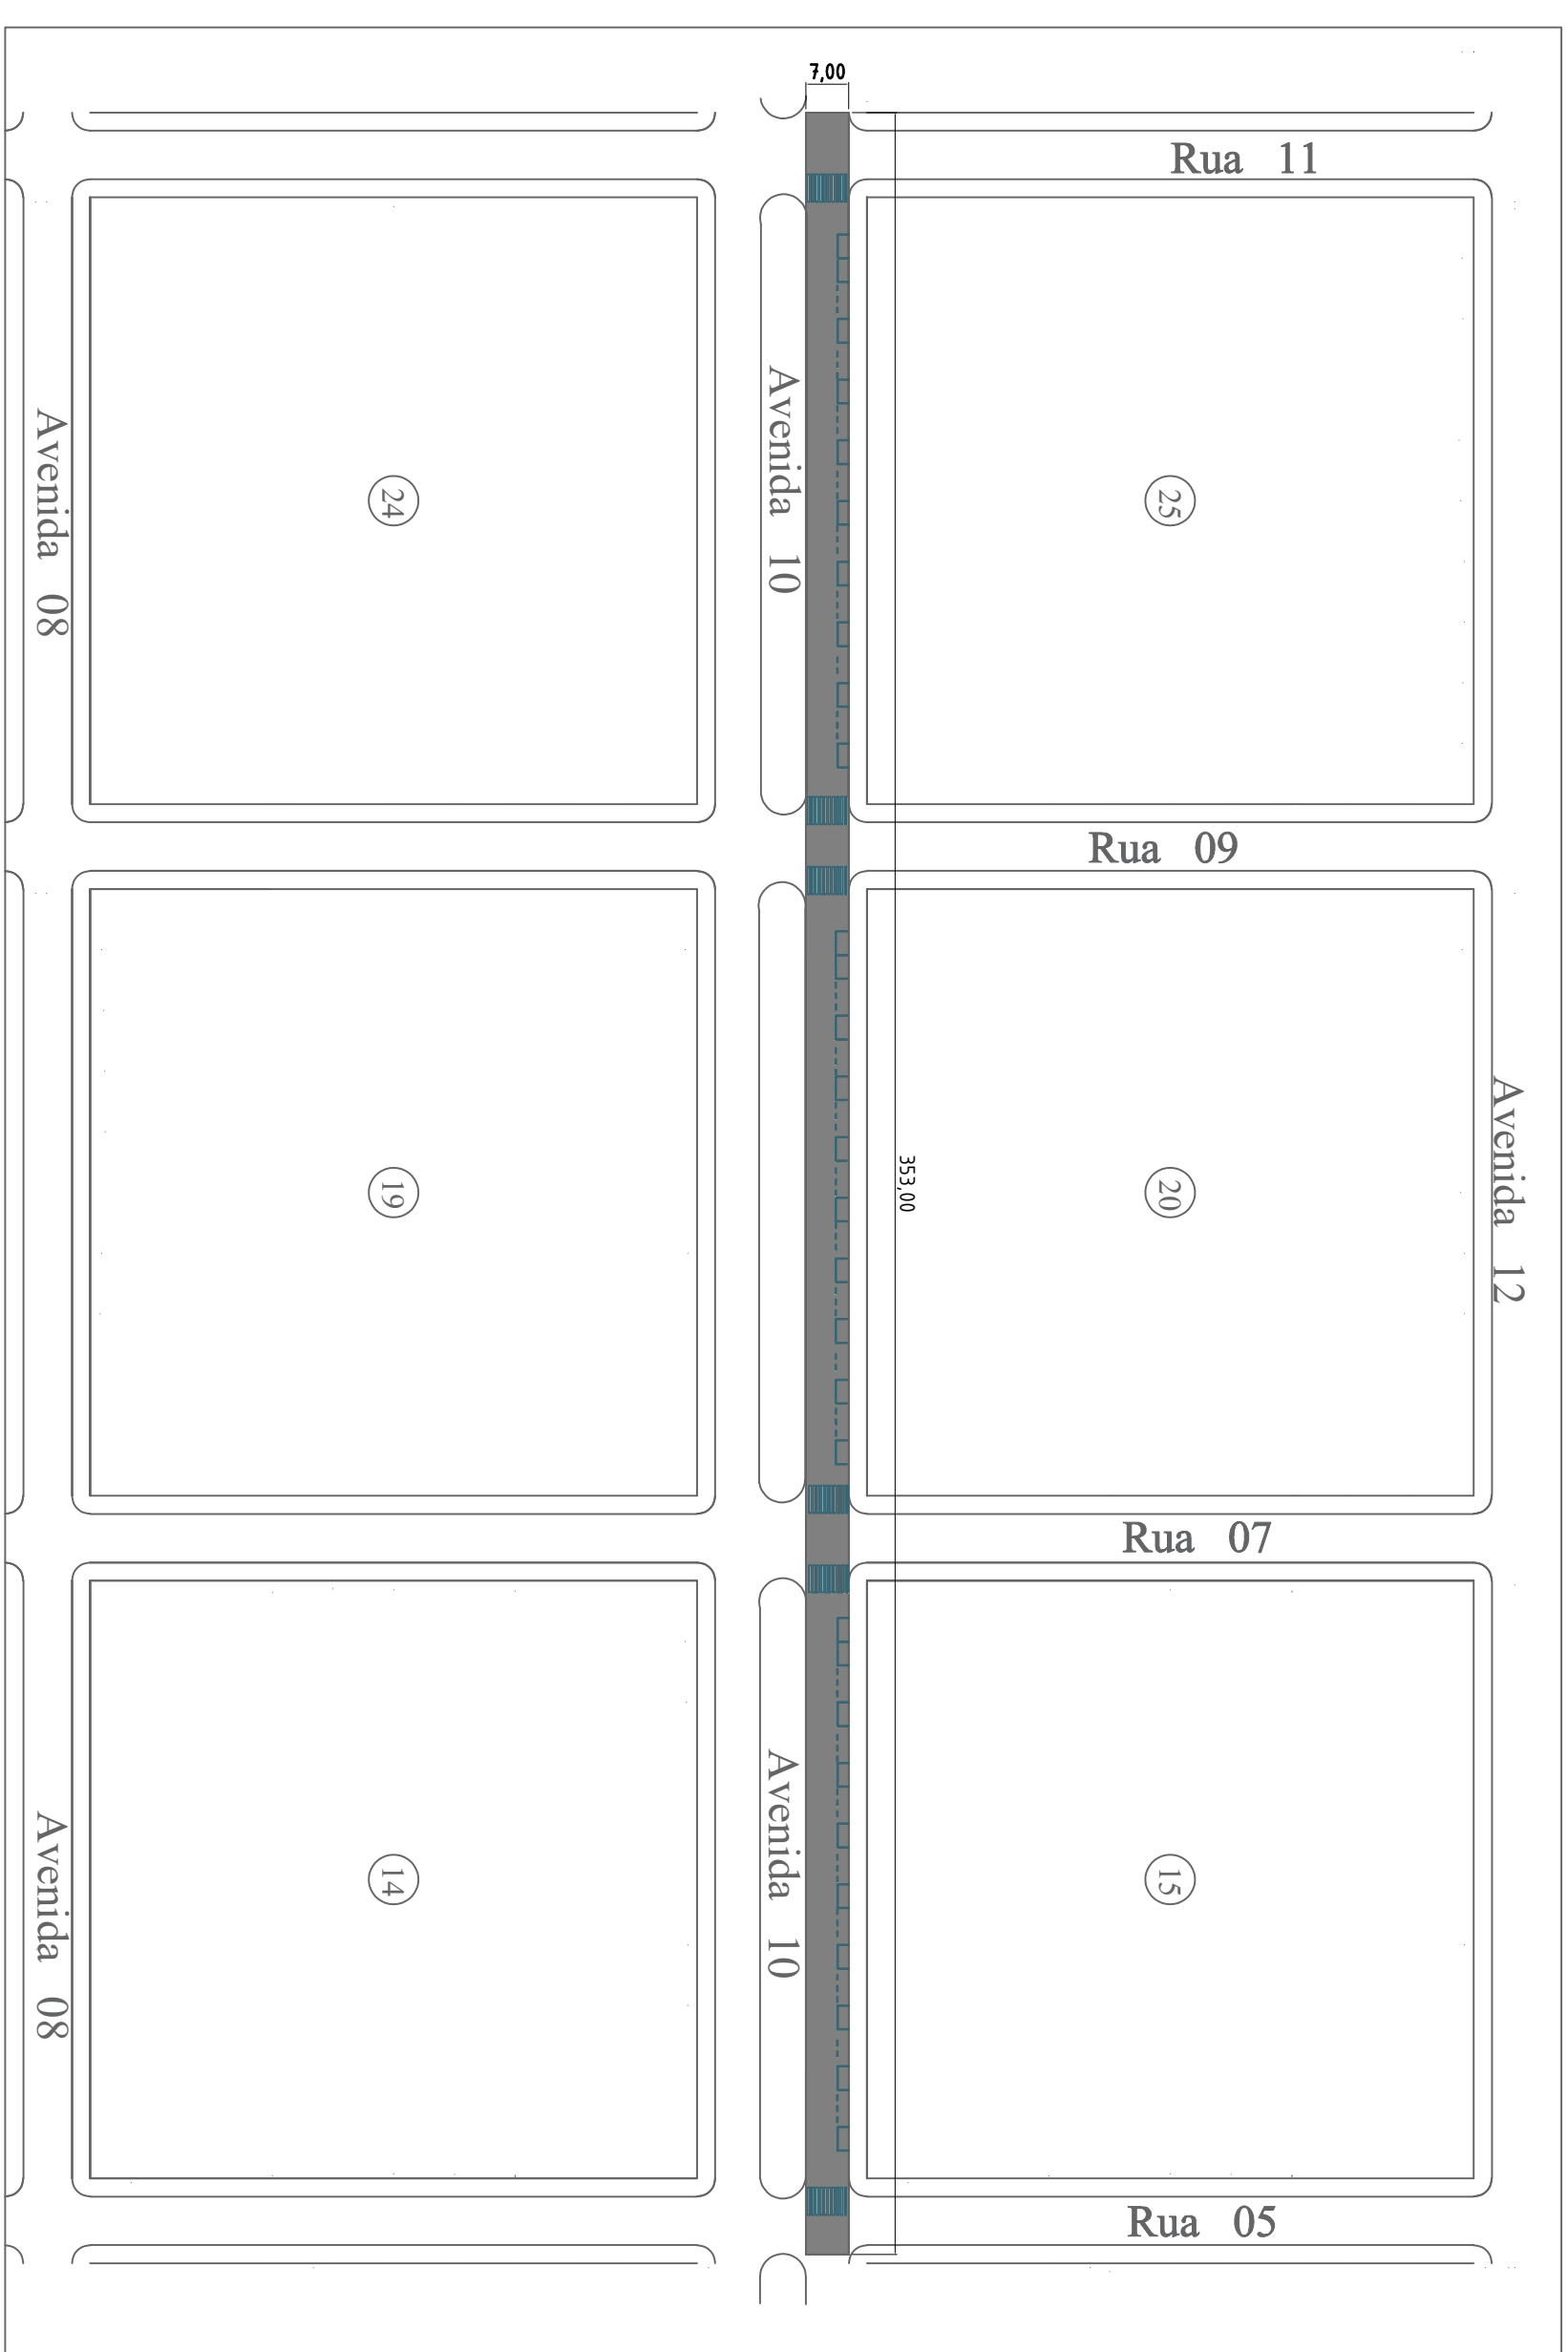 7,00
Rua 11
Avenida 08
24
Avenida 10
25
Rua 09
19
353,00
20
Avenida 12
Rua 07
Avenida 08
14
Avenida 10
15
Rua 05